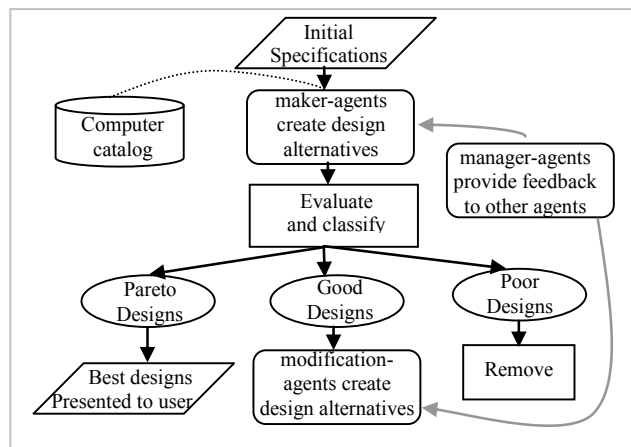 Initial
Specifications
Computer
catalog
maker-agents
create design
alternatives
manager-agents
provide feedback
to other agents
Evaluate
and classify
Pareto
Designs
Good
Designs
Poor
Designs
Best designs
Presented to user
modification-
agents create
design alternatives
Remove